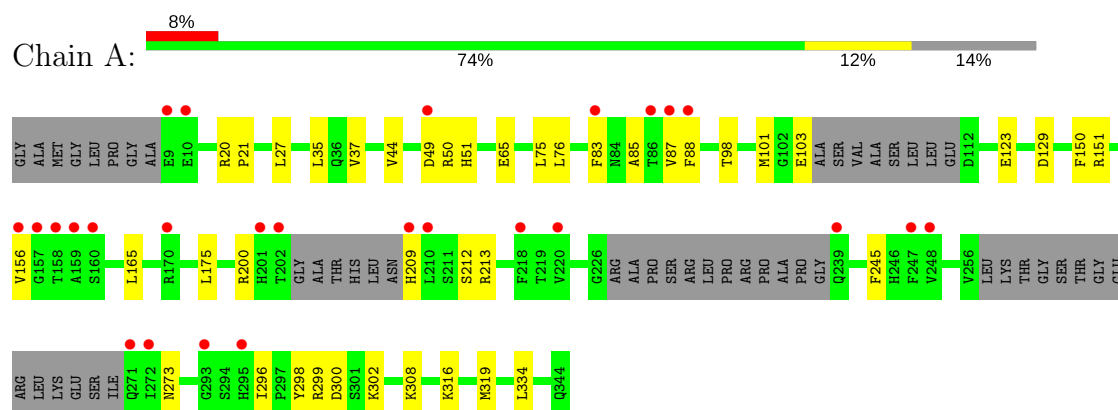 8%
Chain A:
74% 12% 14%
GLY ALA MET GLY LEU PRO GLY ALA E9 E10 R20 P21 L27 L35 Q36 V37 V44 D49 R50 H51 E65 L75 L76 F83 N84 A85 T86 V87 F88 T98 M101 G102 E103 ALA SER VAL ALA SER LEU LEU GLU D112 E123 D129 F150 R151
V156 G157 T158 A159 S160 L165 R170 L175 R200 H201 T202 GLY ALA THR HIS LEU ASN H209 L210 S211 S212 R213 F218 T219 V220 G226 ARG ALA PRO SER ARG LEU PRO ARG PRO ALA PRO GLY Q239 F245 H246 F247 V248 V256 LEU LYS THR GLY SER THR GLY GLU
ARG LEU LYS GLU SER ILE Q271 I272 N273 G293 S294 H295 I296 P297 Y298 R299 D300 S301 K302 K308 K316 M319 L334 Q344